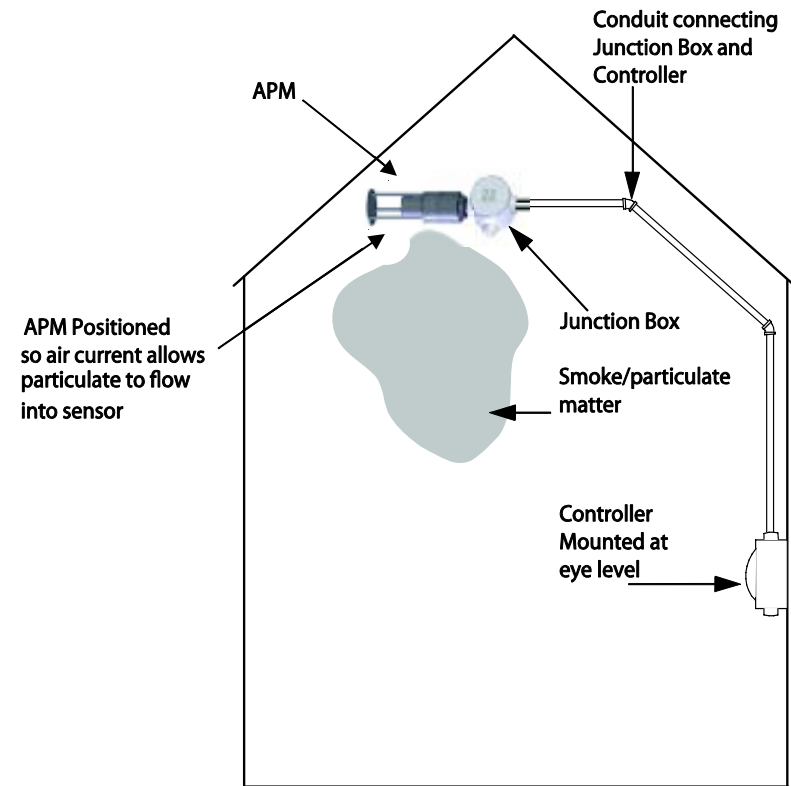 Conduit connecting
Junction Box and
Controller
APM
APM Positioned
so air current allows
particulate to flow
into sensor
Junction Box
Smoke/particulate
matter
Controller
Mounted at
eye level